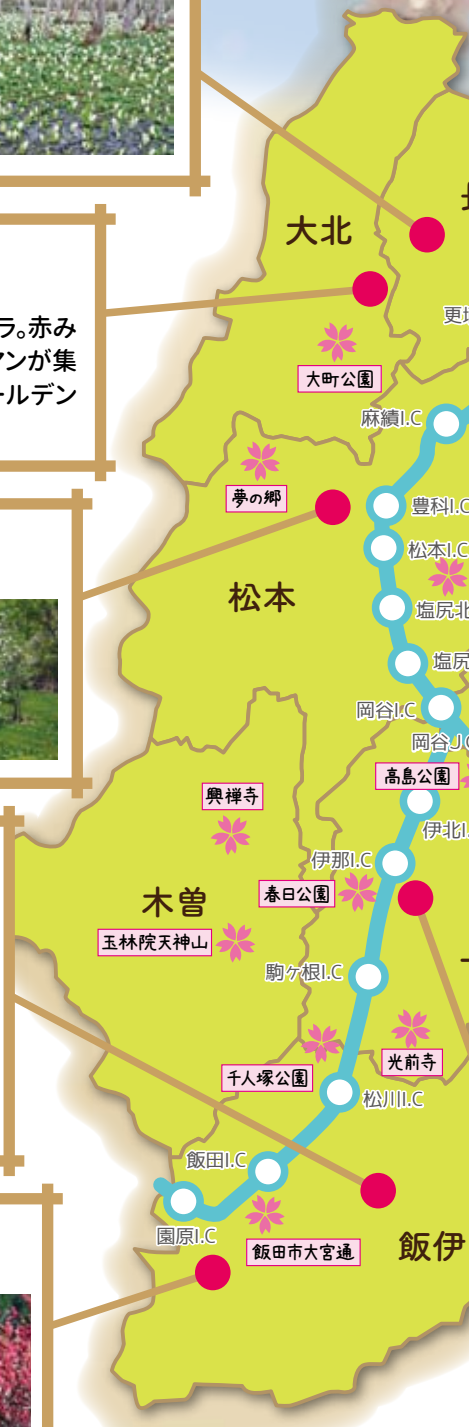 大北
ラ。赤み
マンが集
ールデン
大町公園
麻績I.C
夢の郷
豊科I.C
松本I.C
松本
塩尻北
塩尻
岡谷I.C
岡谷J
高島公園
興禅寺
伊北I.
伊那I.C
春日公園
木曽
玉林院天神山
駒ヶ根I.C
光前寺
千人塚公園
松川I.C
飯田I.C
園原I.C
飯田市大宮通
飯伊